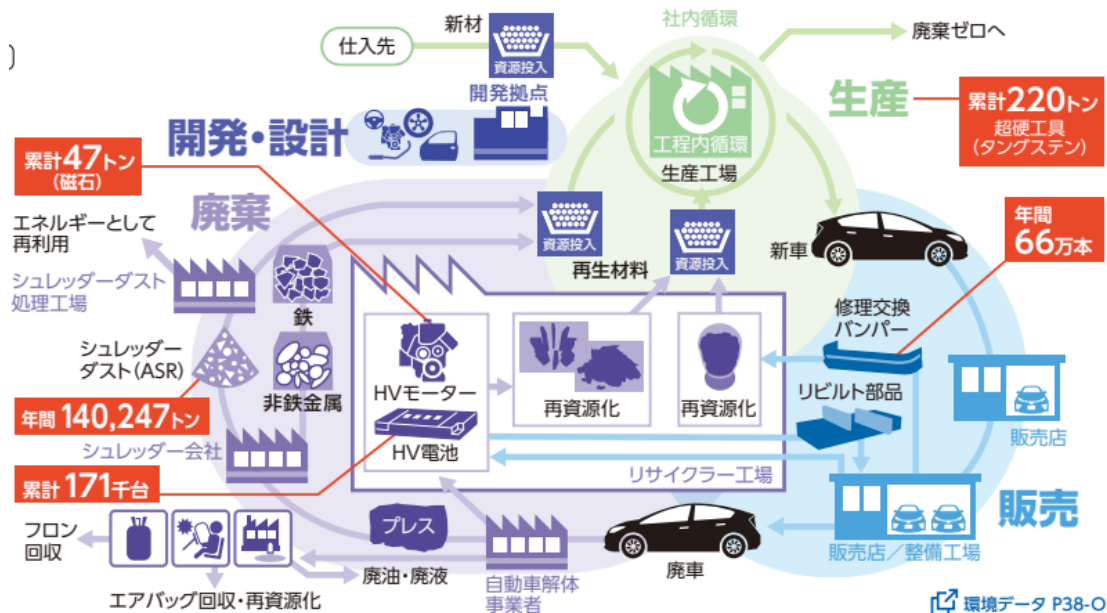 )
仕入先
新材
資源投入
社内循環
廃棄ゼロへ
開発拠点
開発・設計
工程内循環
生産工場
生産
累計220トン
超硬工具
(タングステン)
累計47トン
(磁石)
廃棄
エネルギーとして
再利用
シュレッダーダスト
処理工場
鉄
資源投入
再生材料
資源投入
新車
年間
66万本
修理交換
バンパー
シュレッダー
ダスト(ASR)
非鉄金属
HVモーター
再資源化
再資源化
リビルト部品
販売店
年間 140,247トン
シュレッダー会社
HV電池
リサイクラー工場
累計 171千台
フロン
回収
プレス
廃油・廃液
自動車解体
事業者
廃車
販売店/整備工場
販売
エアバッグ回収・再資源化
環境データ P38-O